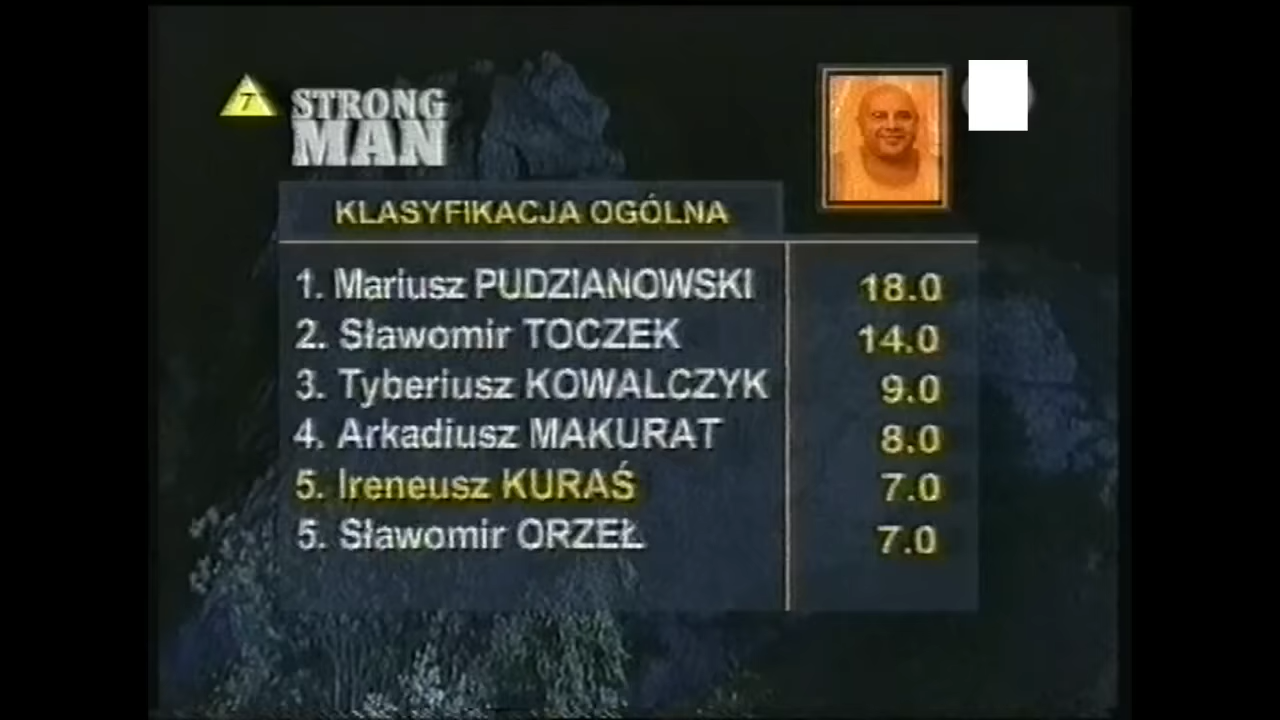 7
STRONG
MAN
KLASYFIKACJA OGÓLNA
1. Mariusz PUDZIANOWSKI 18.0
2. Sławomir TOCZEK 14.0
3. Tyberiusz KOWALCZYK 9.0
4. Arkadiusz MAKURAT 8.0
5. Ireneusz KURAŚ 7.0
5. Sławomir ORZEŁ 7.0